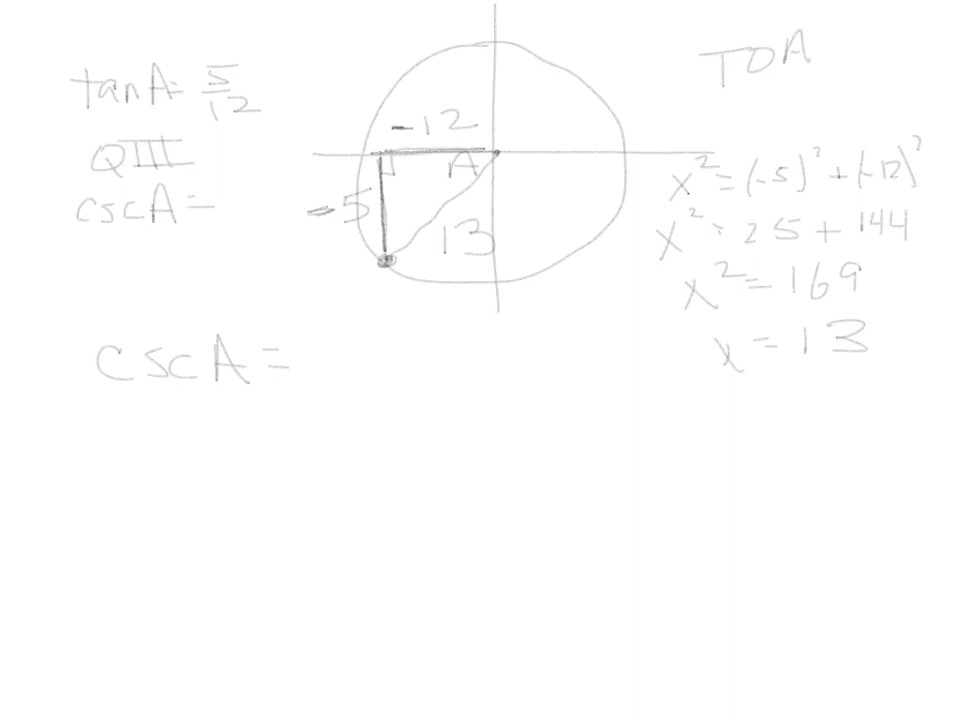 tanA = 5/12
QIII
cscA =
-12
A
-5
13
TOA
x² = (-5)² + (-12)²
x² = 25 + 144
x² = 169
x = 13
cscA =